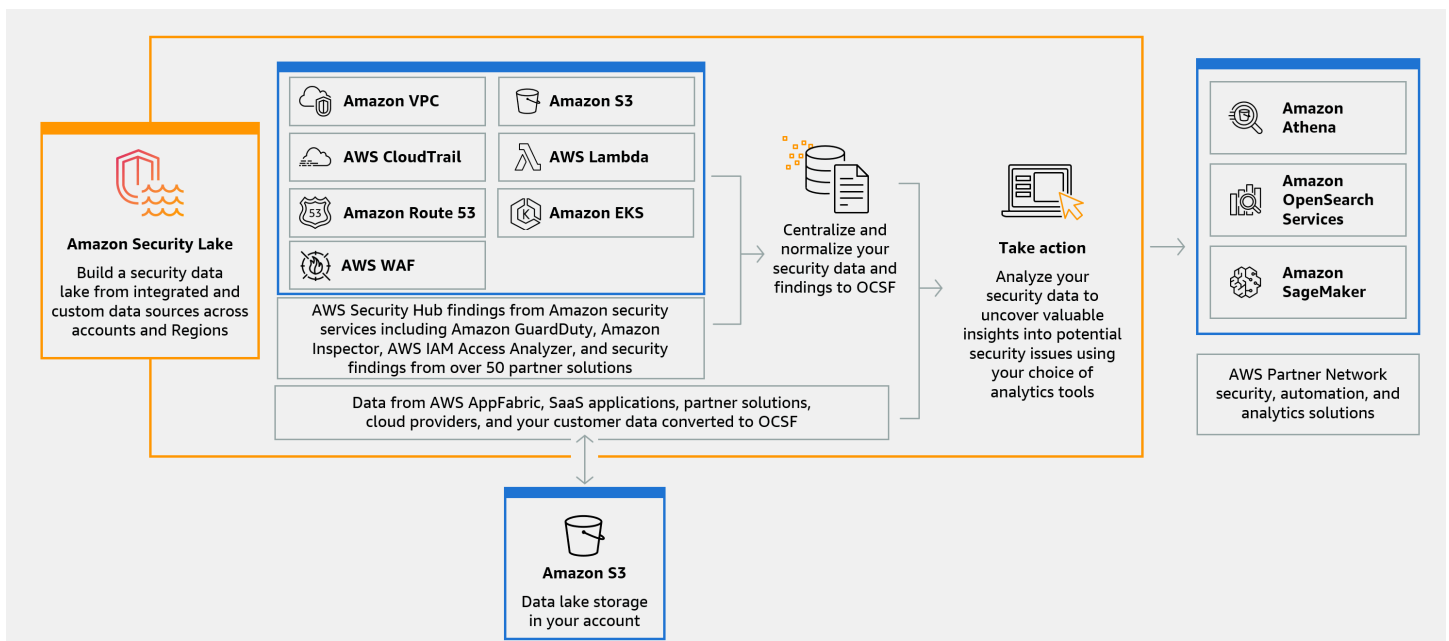 Amazon Security Lake
Build a security data
lake from integrated and
custom data sources across
accounts and Regions
Amazon VPC
Amazon S3
AWS CloudTrail
AWS Lambda
53
Amazon Route 53
K
Amazon EKS
AWS WAF
AWS Security Hub findings from Amazon security
services including Amazon GuardDuty, Amazon
Inspector, AWS IAM Access Analyzer, and security
findings from over 50 partner solutions
Data from AWS AppFabric, SaaS applications, partner solutions,
cloud providers, and your customer data converted to OCSF
Centralize and
normalize your
security data and
findings to OCSF
Take action
Analyze your
security data to
uncover valuable
insights into potential
security issues using
your choice of
analytics tools
Amazon
Athena
Amazon
OpenSearch
Services
Amazon
SageMaker
AWS Partner Network
security, automation, and
analytics solutions
Amazon S3
Data lake storage
in your account